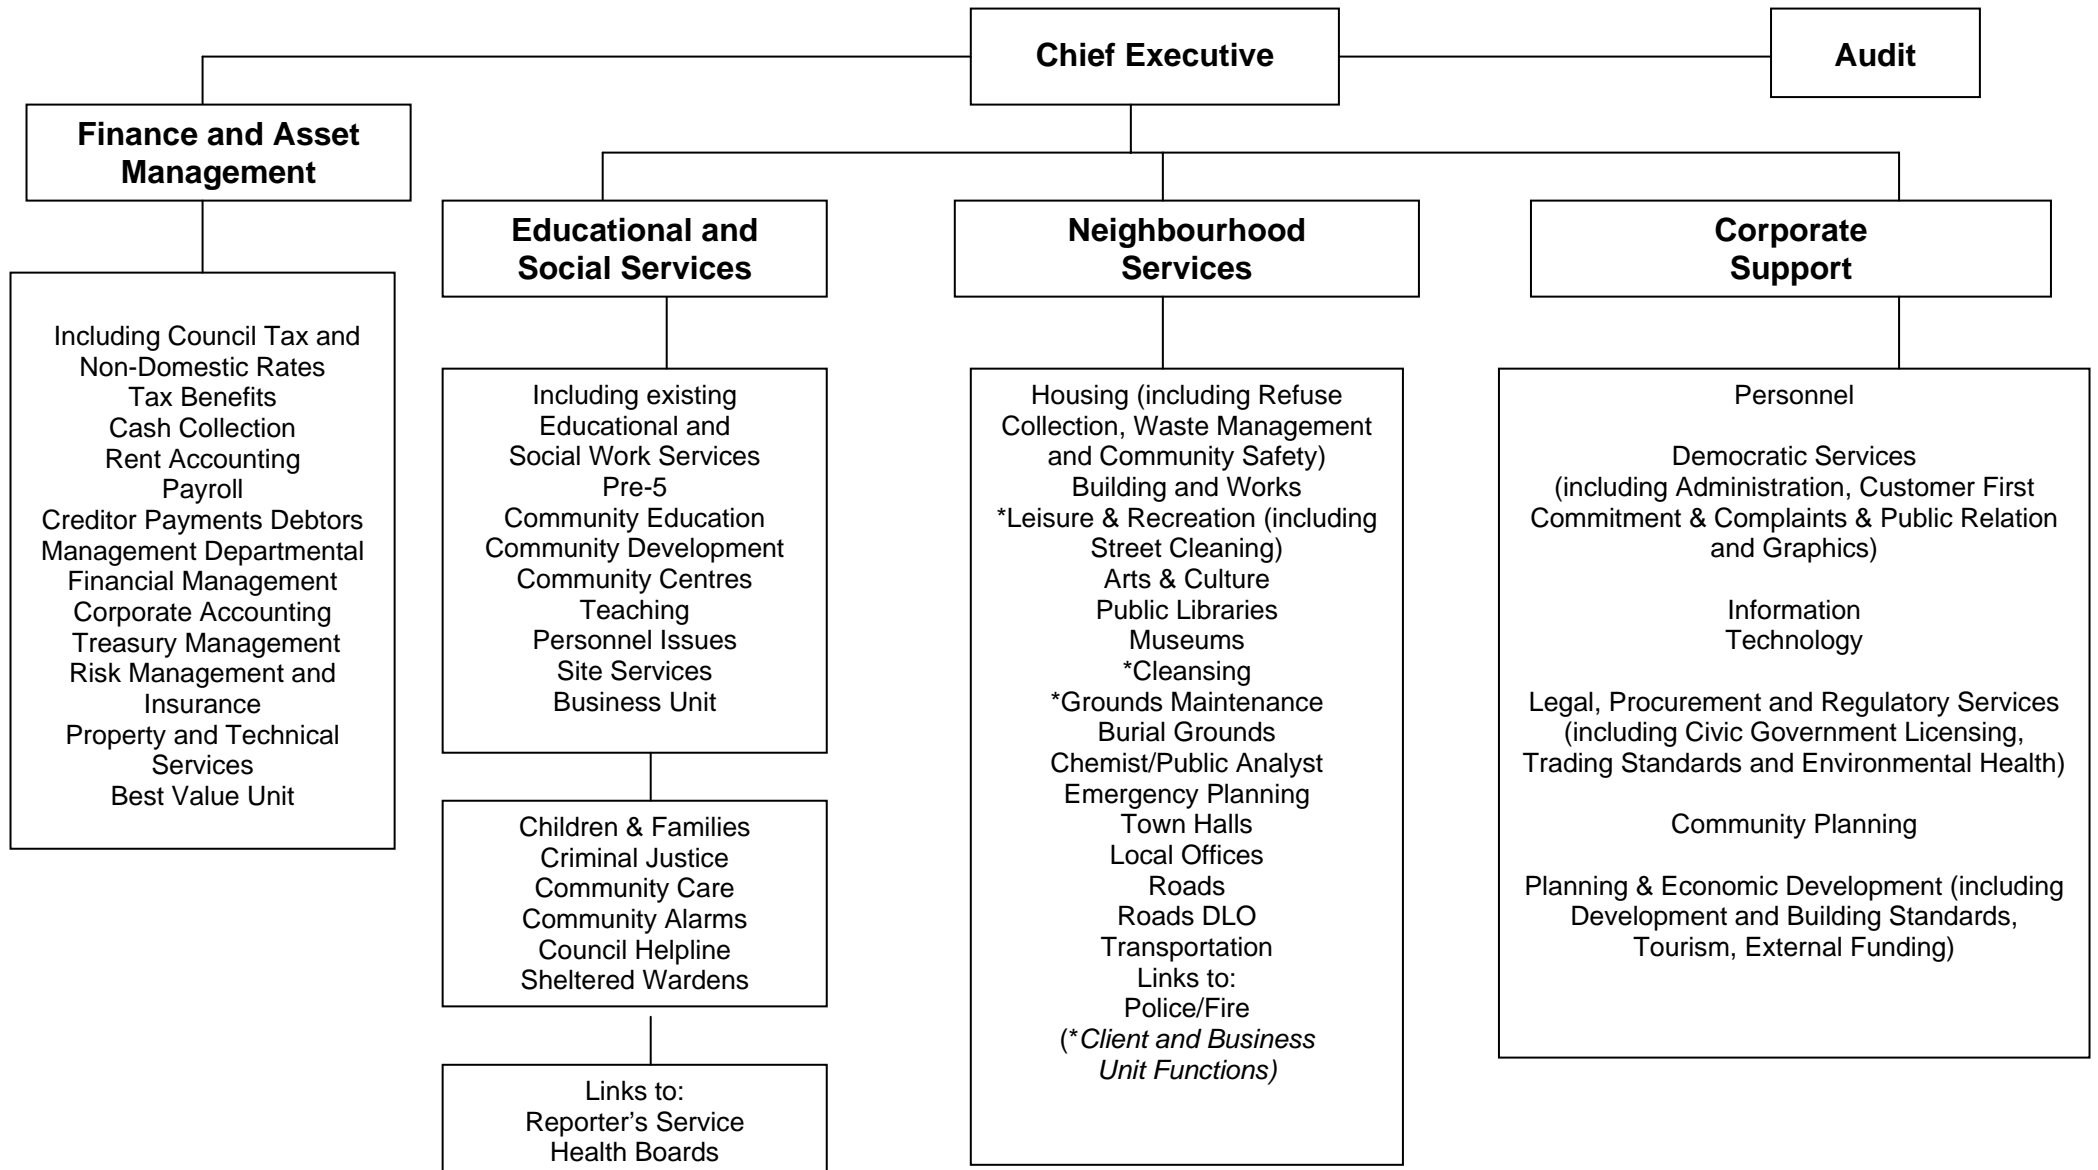 Chief Executive
Audit
Finance and Asset
Management
Including Council Tax and
Non-Domestic Rates
Tax Benefits
Cash Collection
Rent Accounting
Payroll
Creditor Payments Debtors
Management Departmental
Financial Management
Corporate Accounting
Treasury Management
Risk Management and
Insurance
Property and Technical
Services
Best Value Unit
Educational and
Social Services
Including existing
Educational and
Social Work Services
Pre-5
Community Education
Community Development
Community Centres
Teaching
Personnel Issues
Site Services
Business Unit
Children & Families
Criminal Justice
Community Care
Community Alarms
Council Helpline
Sheltered Wardens
Links to:
Reporter’s Service
Health Boards
Neighbourhood
Services
Housing (including Refuse
Collection, Waste Management
and Community Safety)
Building and Works
*Leisure & Recreation (including
Street Cleaning)
Arts & Culture
Public Libraries
Museums
*Cleansing
*Grounds Maintenance
Burial Grounds
Chemist/Public Analyst
Emergency Planning
Town Halls
Local Offices
Roads
Roads DLO
Transportation
Links to:
Police/Fire
(*Client and Business
Unit Functions)
Corporate
Support
Personnel
Democratic Services
(including Administration, Customer First
Commitment & Complaints & Public Relation
and Graphics)
Information
Technology
Legal, Procurement and Regulatory Services
(including Civic Government Licensing,
Trading Standards and Environmental Health)
Community Planning
Planning & Economic Development (including
Development and Building Standards,
Tourism, External Funding)